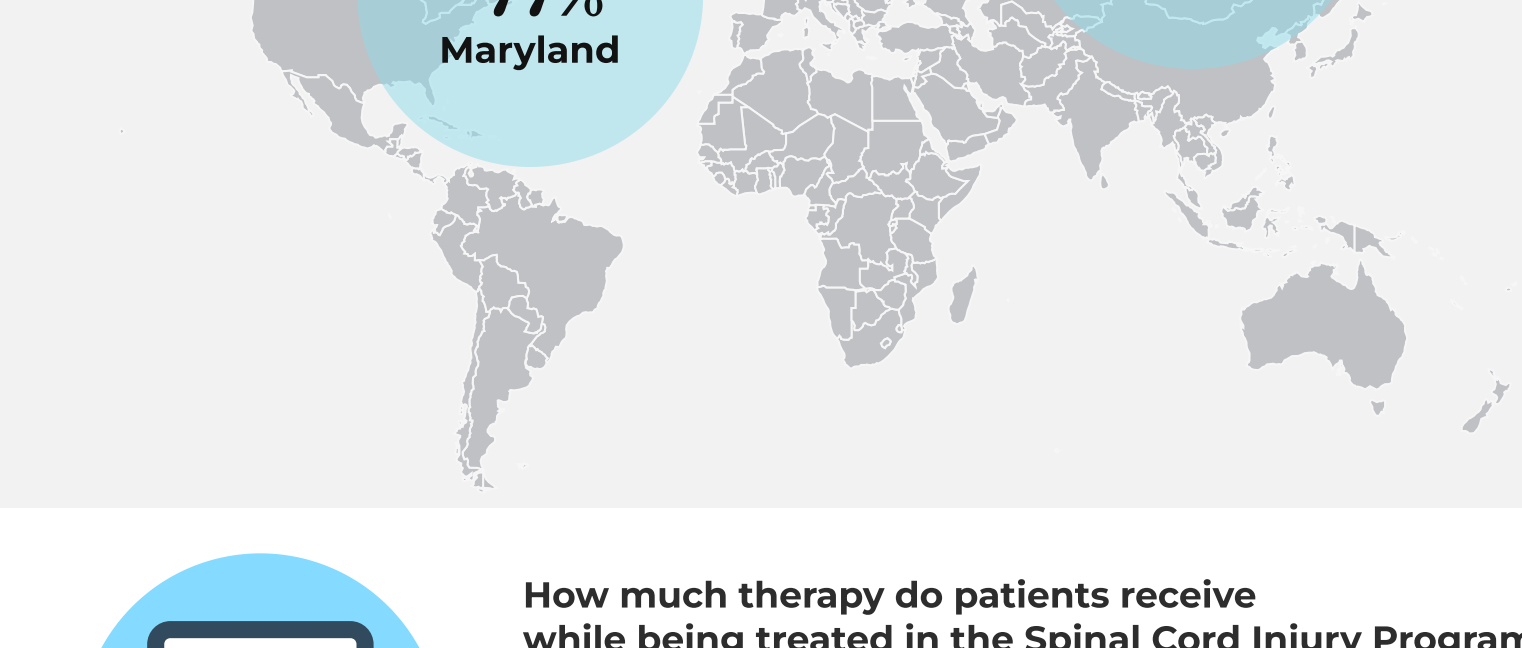 Maryland
How much therapy do patients receive
while being treated in the Spinal Cord Injury Program